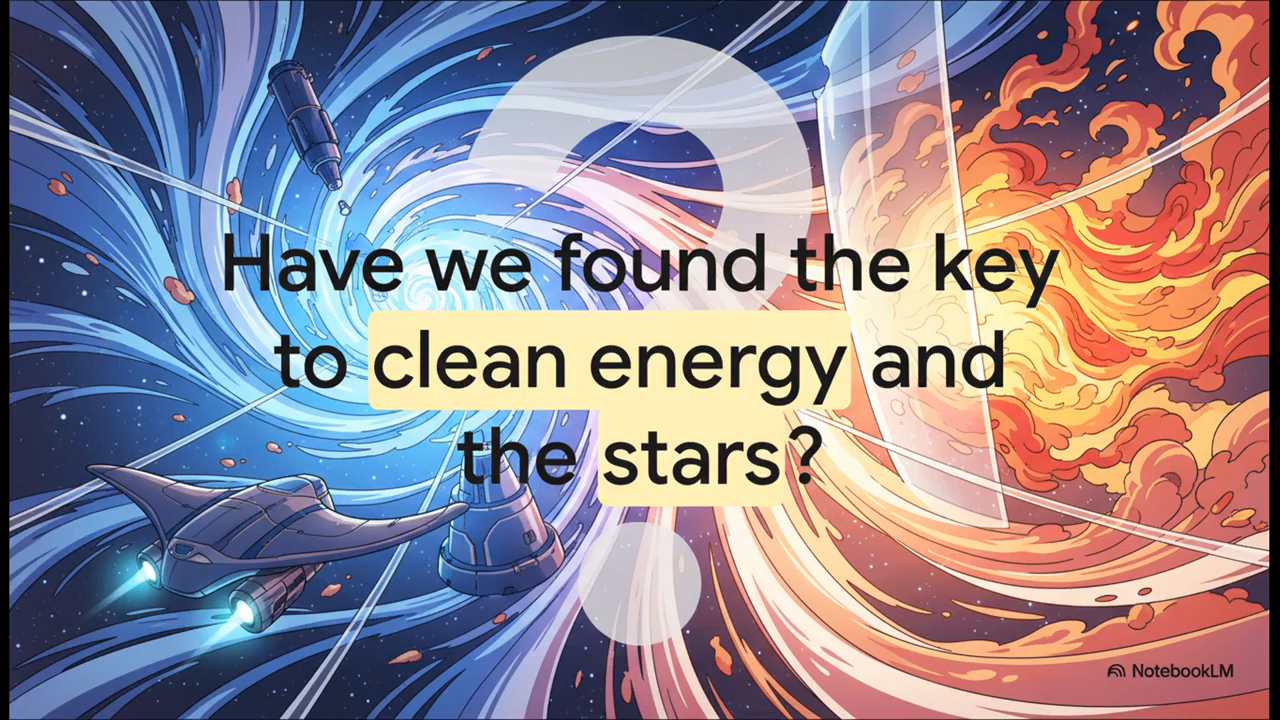 Have we found the key
to clean energy and
the stars?
NotebookLM